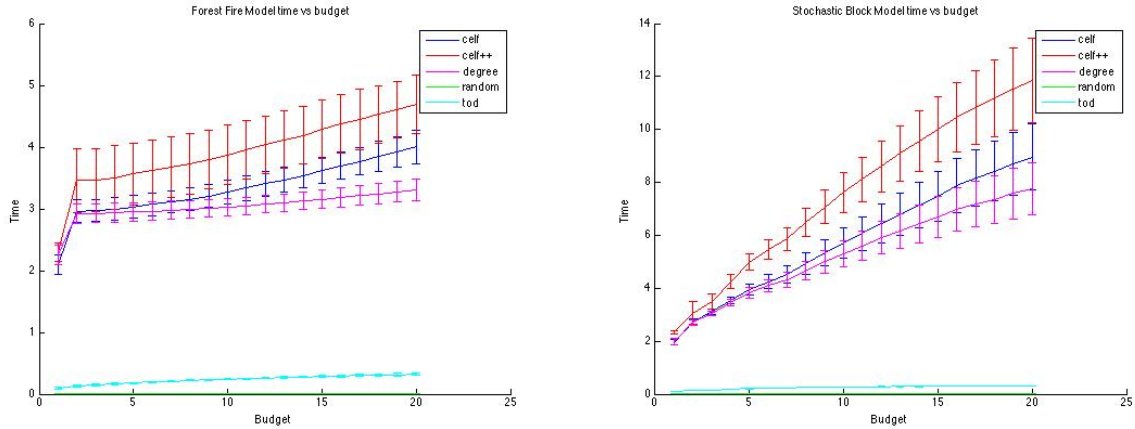 Forest Fire Model time vs budget
6
5
4
3
2
1
0
Time
0 5 10 15 20 25
Budget
celf
celf++
degree
random
tod
Stochastic Block Model time vs budget
14
12
10
8
6
4
2
0
Time
0 5 10 15 20 25
Budget
celf
celf++
degree
random
tod